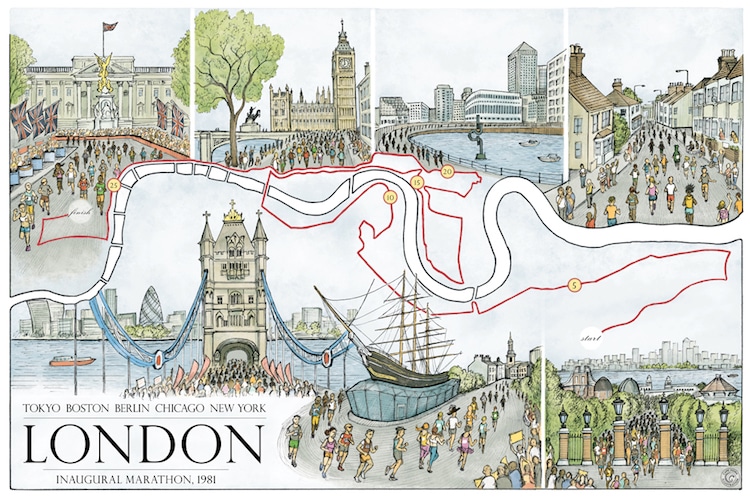 25
finish
10
15
20
5
start
TOKYO BOSTON BERLIN CHICAGO NEW YORK
LONDON
INAUGURAL MARATHON, 1981